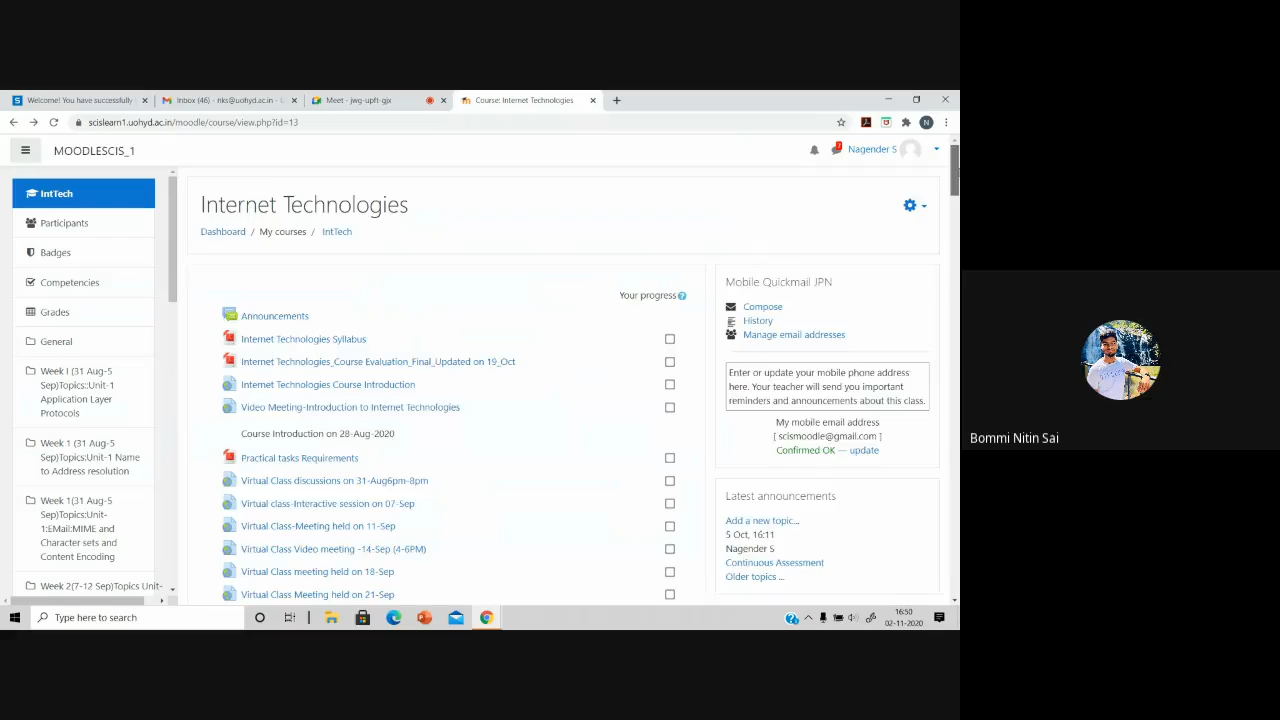 Welcome! You have successfully
Inbox (46) - nks@uohyd.ac.in - U
Meet - jwg-upft-gjx
Course: Internet Technologies
scislearn1.uohyd.ac.in/moodle/course/view.php?id=13
MOODLESCIS_1
Nagender S
IntTech
Participants
Badges
Competencies
Grades
General
Week I (31 Aug-5
Sep)Topics:Unit-1
Application Layer
Protocols
Week 1 (31 Aug-5
Sep)Topic:Unit-1 Name
to Address resolution
Week 1(31 Aug-5
Sep)Topics:Unit-
1:EMail:MIME and
Character sets and
Content Encoding
Week 2(7-12 Sep)Topics Unit-
Internet Technologies
Dashboard / My courses / IntTech
Your progress
Announcements
Internet Technologies Syllabus
Internet Technologies_Course Evaluation_Final_Updated on 19_Oct
Internet Technologies Course Introduction
Video Meeting-Introduction to Internet Technologies
Course Introduction on 28-Aug-2020
Practical tasks Requirements
Virtual Class discussions on 31-Aug6pm-8pm
Virtual class-Interactive session on 07-Sep
Virtual Class-Meeting held on 11-Sep
Virtual Class Video meeting -14-Sep (4-6PM)
Virtual Class meeting held on 18-Sep
Virtual Class Meeting held on 21-Sep
Mobile Quickmail JPN
Compose
History
Manage email addresses
Enter or update your mobile phone address
here. Your teacher will send you important
reminders and announcements about this class.
My mobile email address
[ scismoodle@gmail.com ]
Confirmed OK — update
Latest announcements
Add a new topic...
5 Oct, 16:11
Nagender S
Continuous Assessment
Older topics ...
Type here to search
16:50
02-11-2020
Bommi Nitin Sai